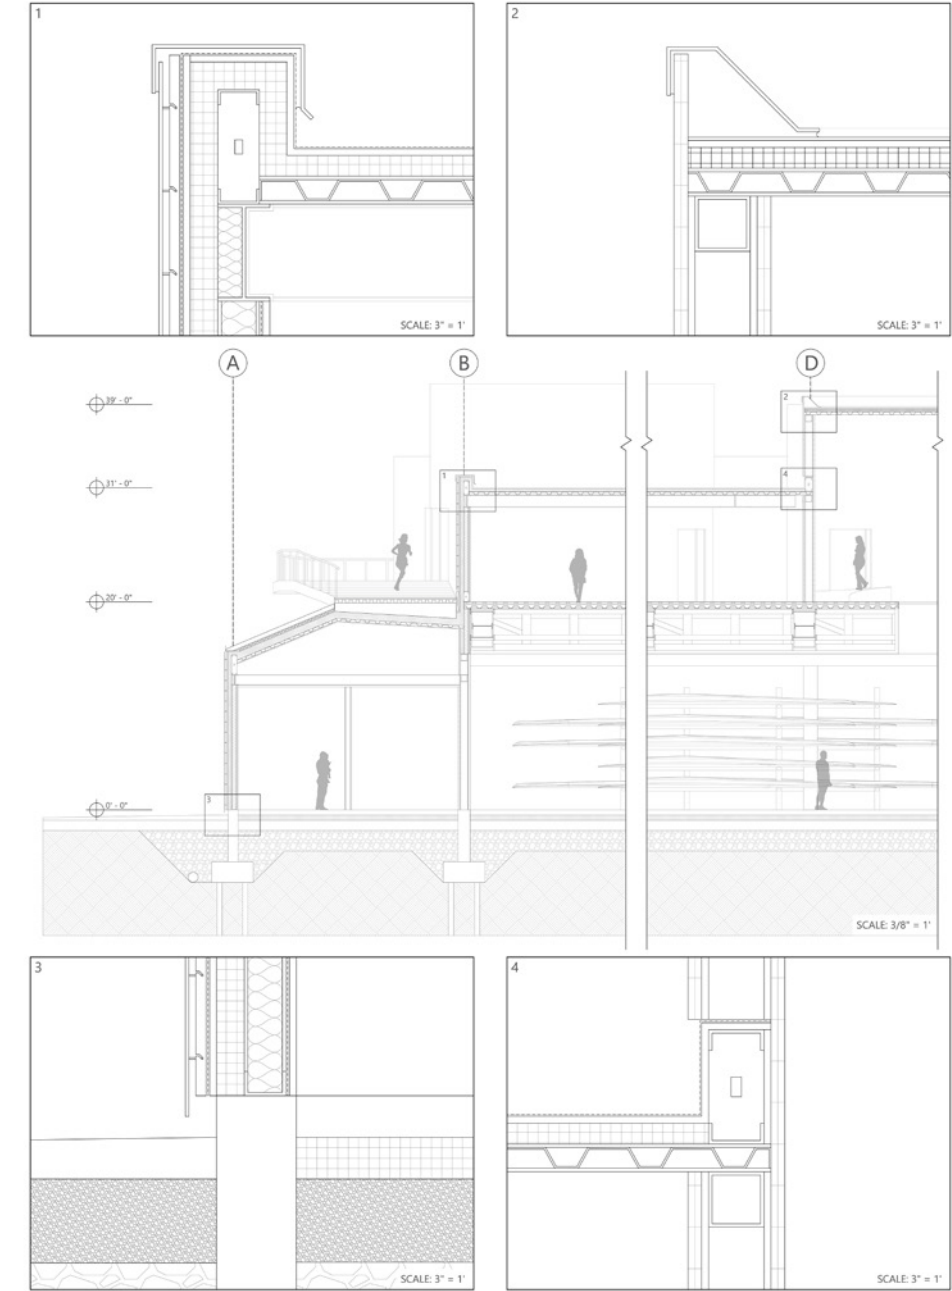 1
SCALE: 3" = 1'
2
SCALE: 3" = 1'
A
B
D
39' - 0"
2
31' - 0"
1
4
20' - 0"
0' - 0"
3
SCALE: 3/8" = 1'
3
SCALE: 3" = 1'
4
SCALE: 3" = 1'